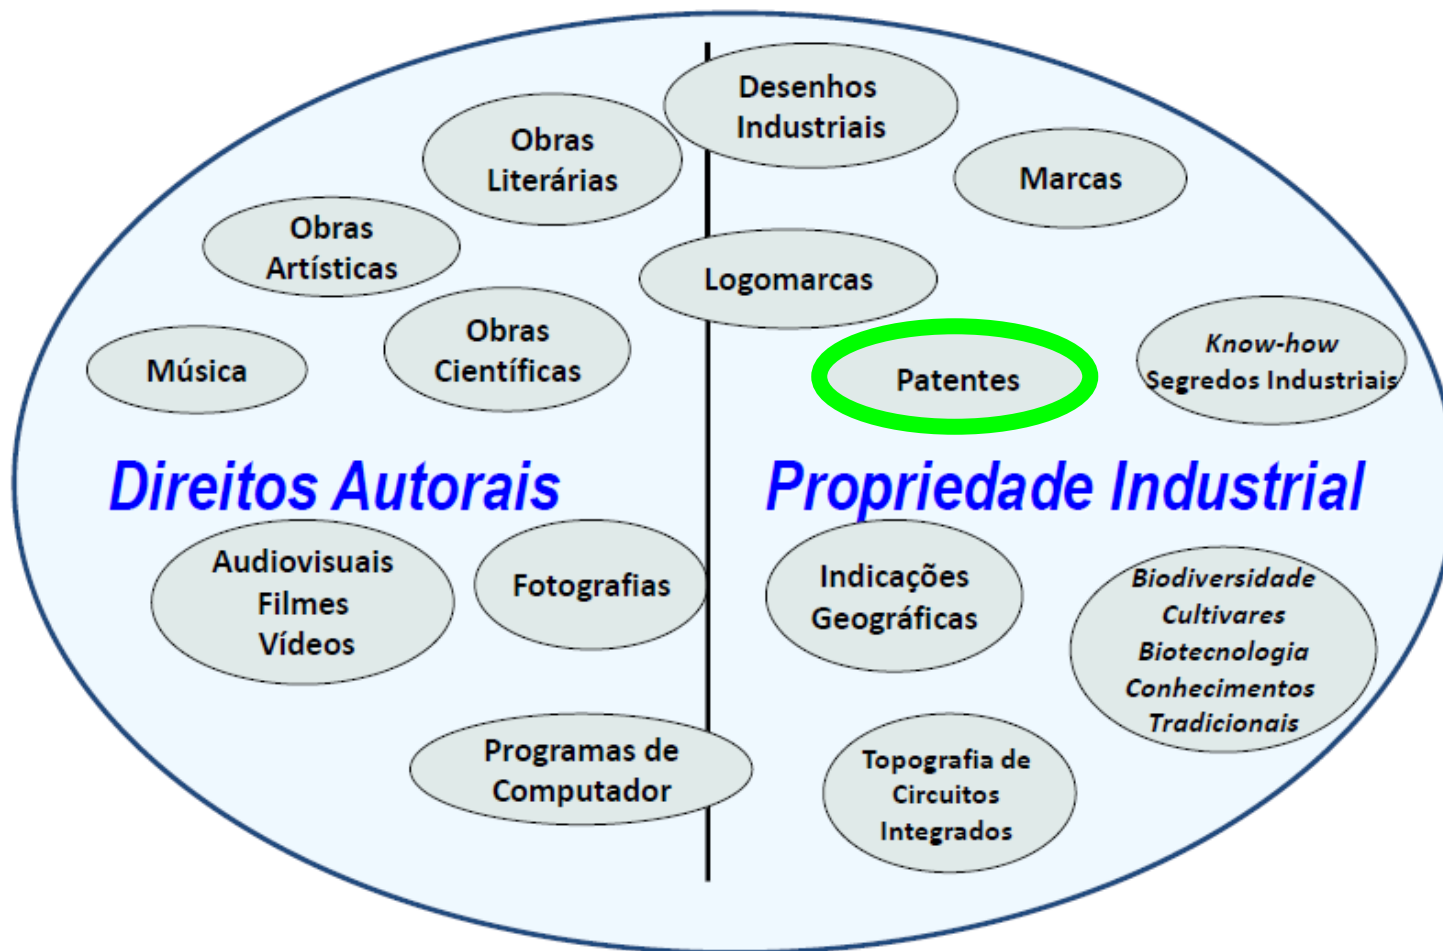 Desenhos
Industriais
Obras
Literárias
Marcas
Obras
Artísticas
Logomarcas
Obras
Científicas
Música
Patentes
Know-how
Segredos Industriais
Direitos Autorais
Propriedade Industrial
Audiovisuais
Filmes
Vídeos
Fotografias
Indicações
Geográficas
Biodiversidade
Cultivares
Biotecnologia
Conhecimentos
Tradicionais
Programas de
Computador
Topografia de
Circuitos
Integrados